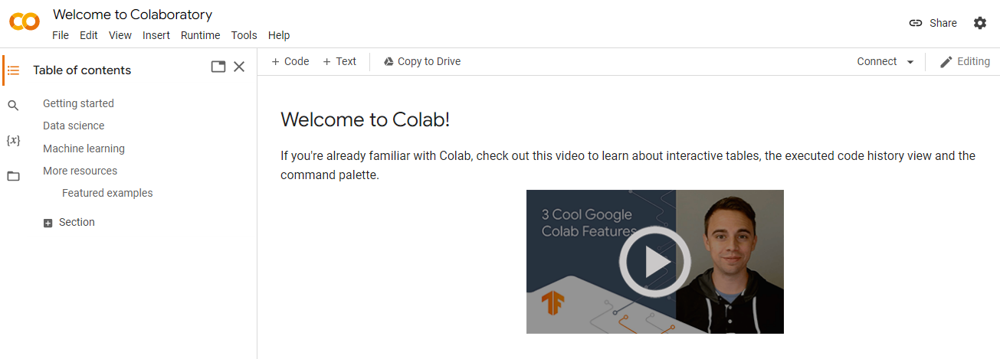 Welcome to Colaboratory
File Edit View Insert Runtime Tools Help
Share
Table of contents
+ Code + Text Copy to Drive
Connect Editing
Getting started
Data science
Machine learning
More resources
Featured examples
Section
{x}
Welcome to Colab!
If you're already familiar with Colab, check out this video to learn about interactive tables, the executed code history view and the
command palette.
3 Cool Google
Colab Features